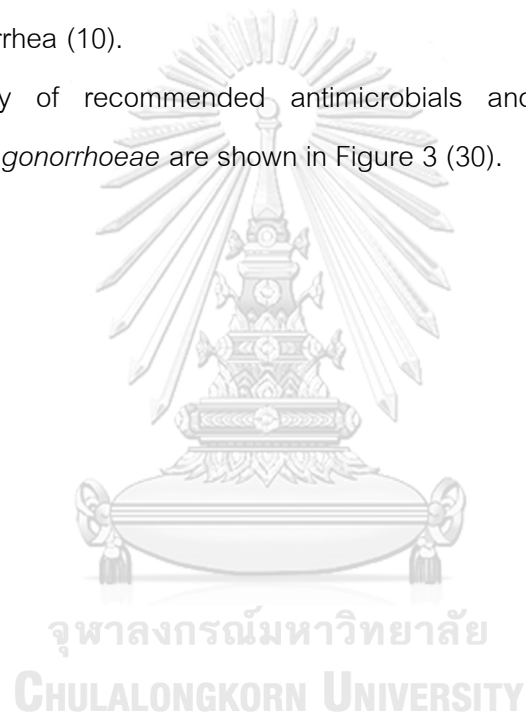 rrhea (10).
y of recommended antimicrobials and
gonorrhoeae are shown in Figure 3 (30).
จุฬาลงกรณ์มหาวิทยาลัย
CHULALONGKORN UNIVERSITY